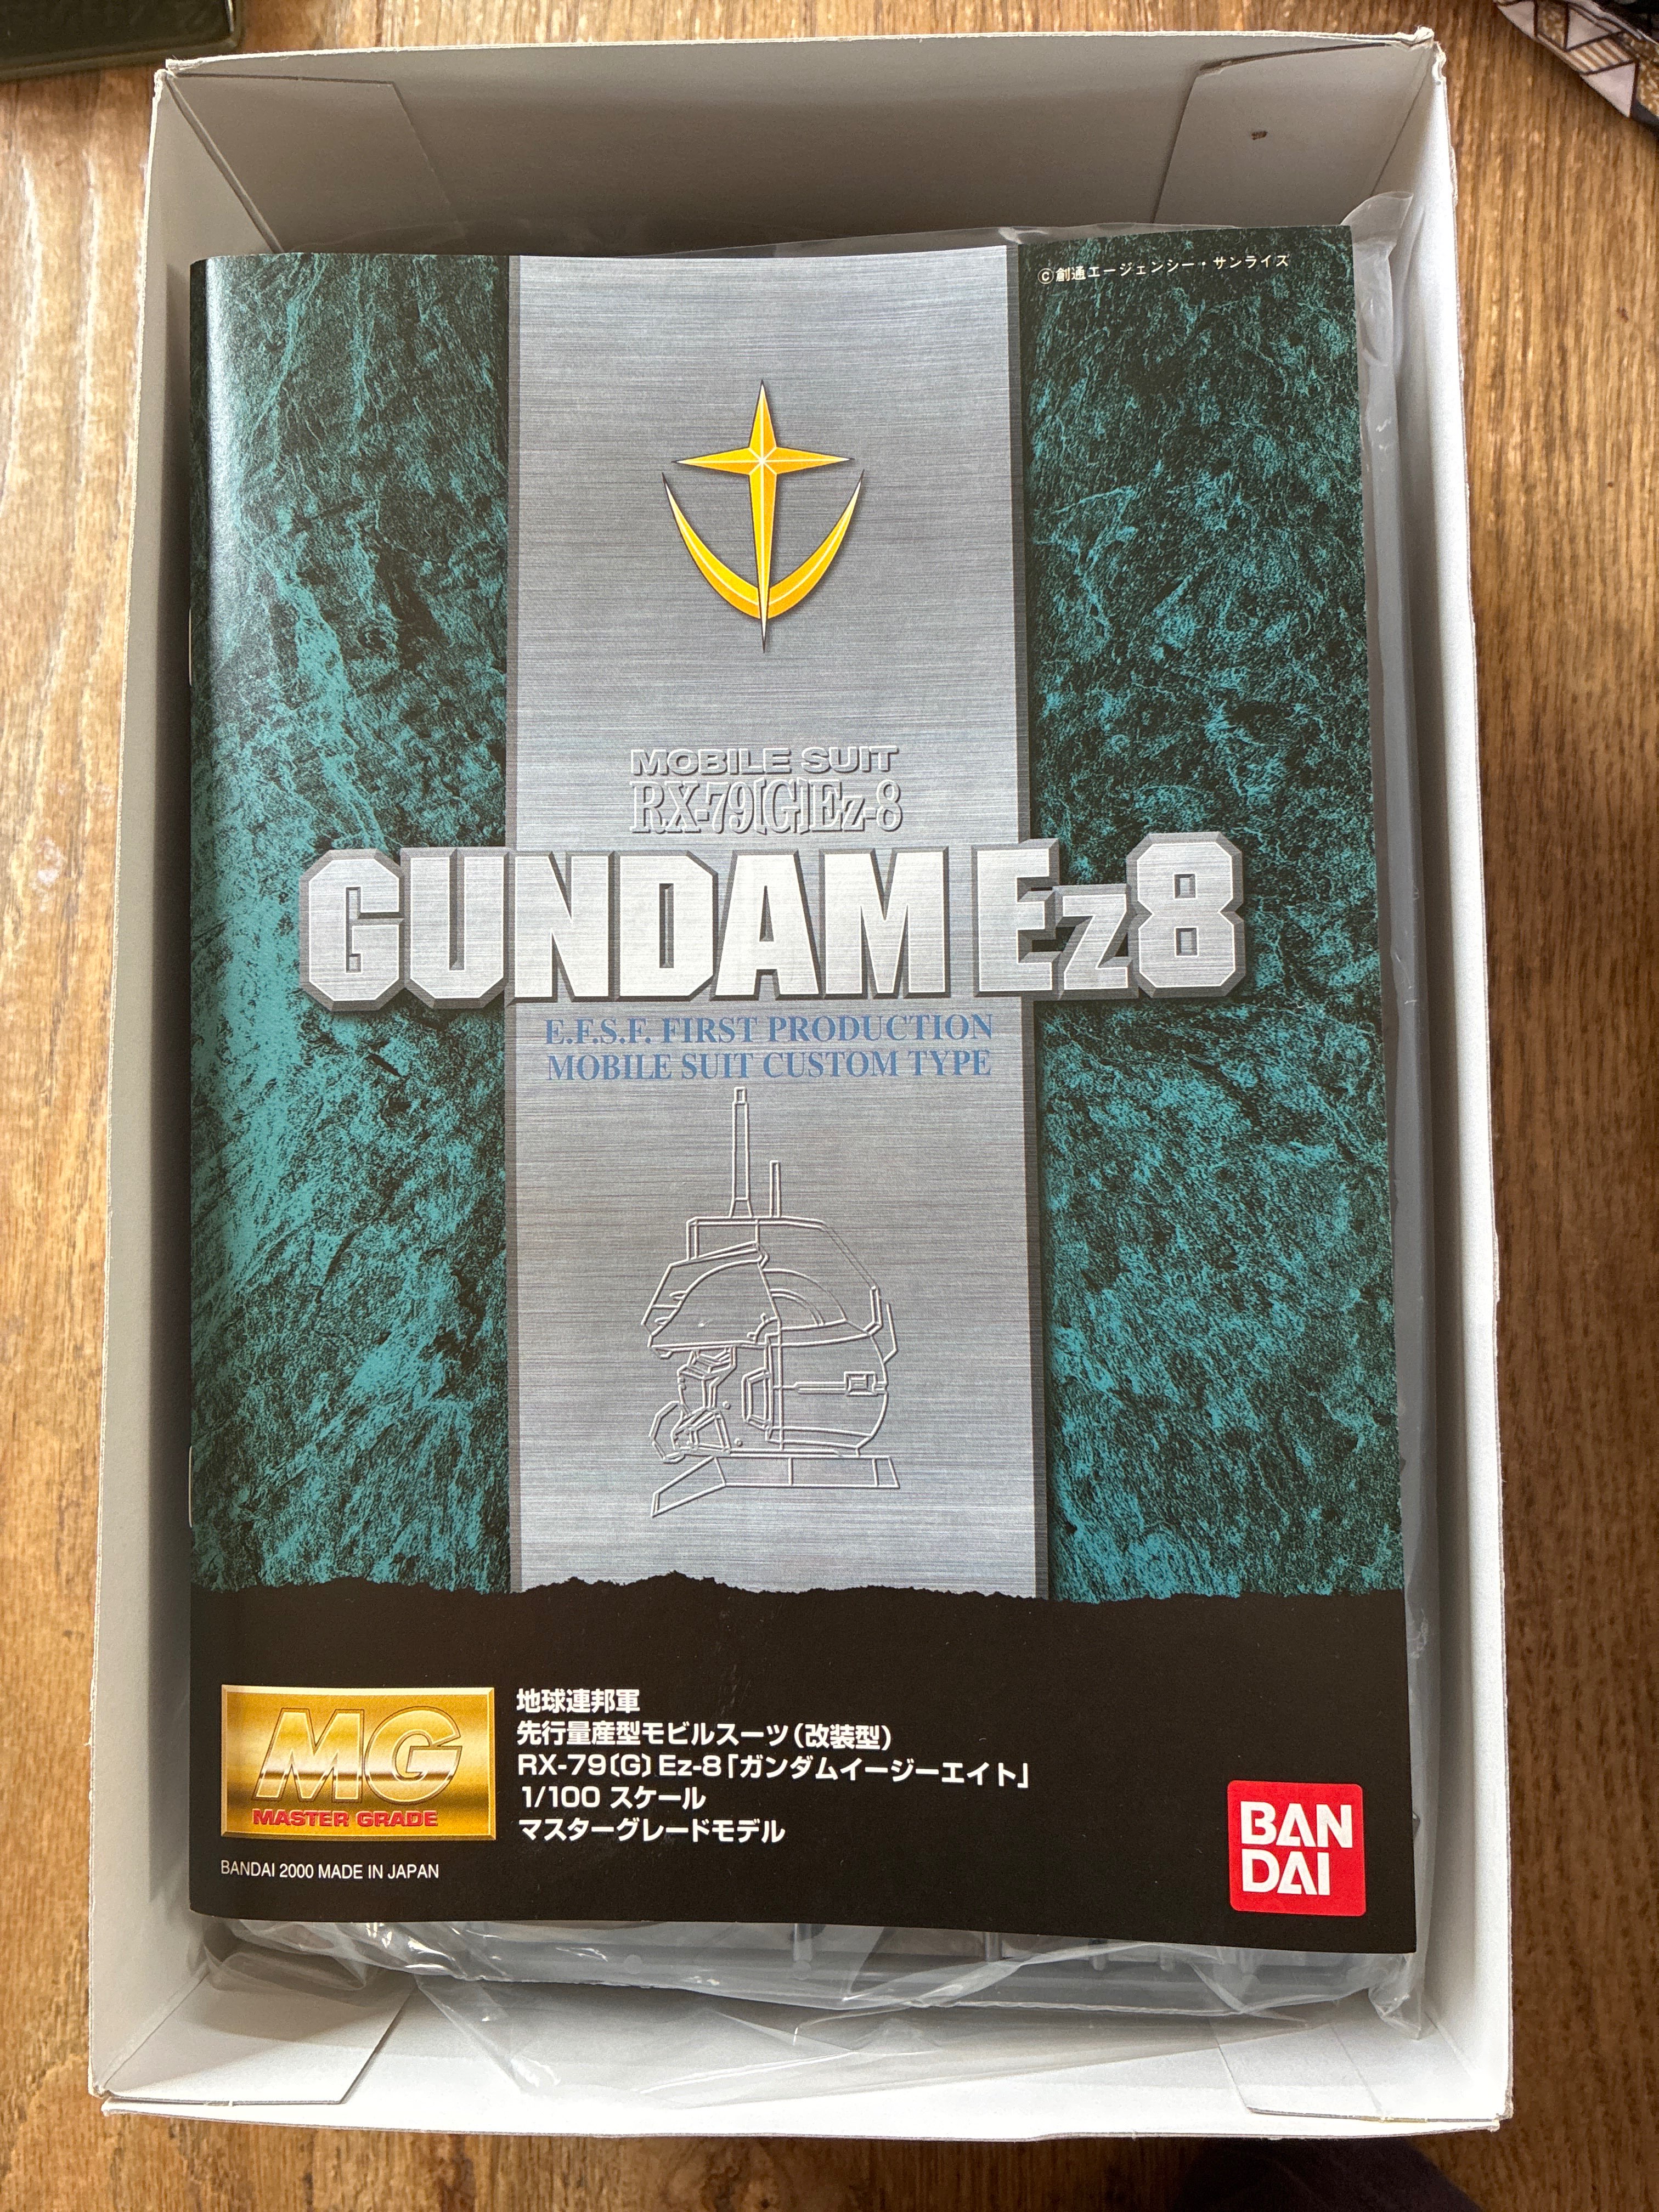 ©創通エージェンシー・サンライズ
MOBILE SUIT
RX-79[G]Ez-8
GUNDAM Ez8
E.F.S.F. FIRST PRODUCTION
MOBILE SUIT CUSTOM TYPE
MG
MASTER GRADE
地球連邦軍
先行量産型モビルスーツ(改装型)
RX-79〔G〕Ez-8「ガンダムイージーエイト」
1/100 スケール
マスターグレードモデル
BANDAI 2000 MADE IN JAPAN
BAN
DAI